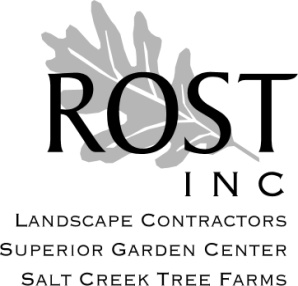 ROST
INC
LANDSCAPE CONTRACTORS
SUPERIOR GARDEN CENTER
SALT CREEK TREE FARMS